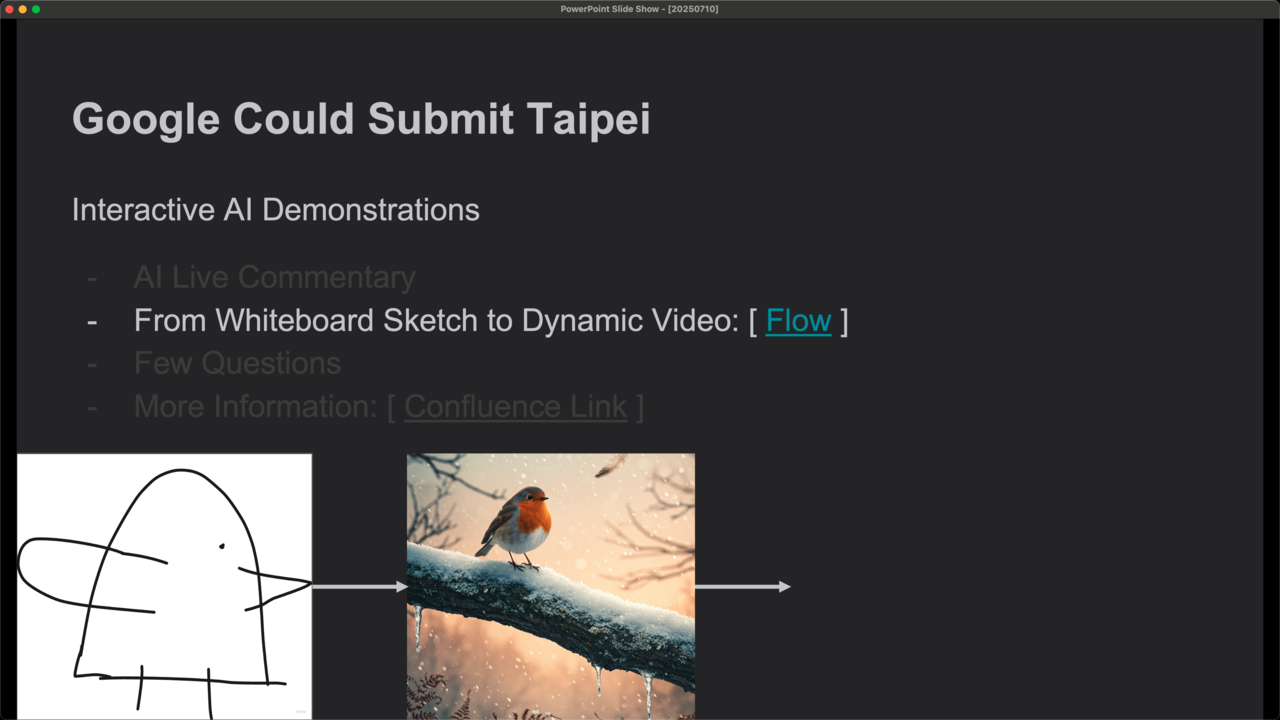 PowerPoint Slide Show - [20250710]
Google Could Submit Taipei
Interactive AI Demonstrations
- AI Live Commentary
- From Whiteboard Sketch to Dynamic Video: [ Flow ]
- Few Questions
- More Information: [ Confluence Link ]